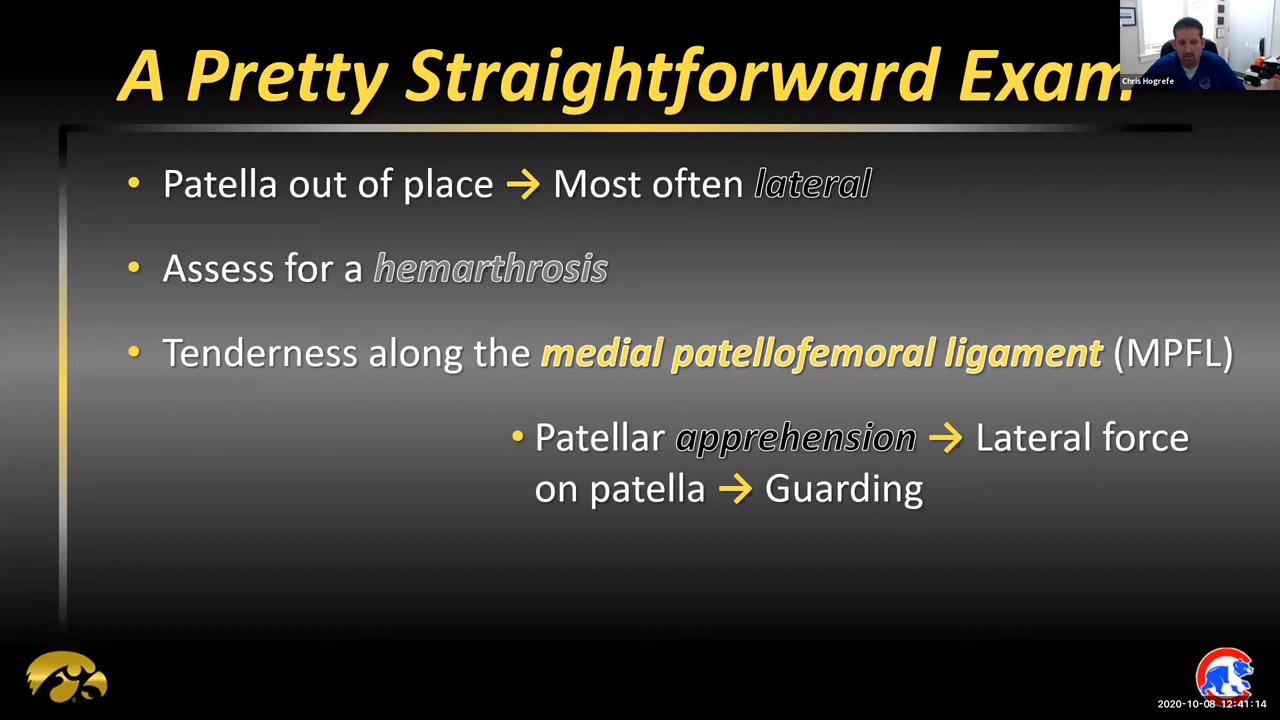 A Pretty Straightforward Exam
Chris Hogrefe
• Patella out of place → Most often lateral
• Assess for a hemarthrosis
• Tenderness along the medial patellofemoral ligament (MPFL)
• Patellar apprehension → Lateral force
on patella → Guarding
2020-10-08 12:41:14